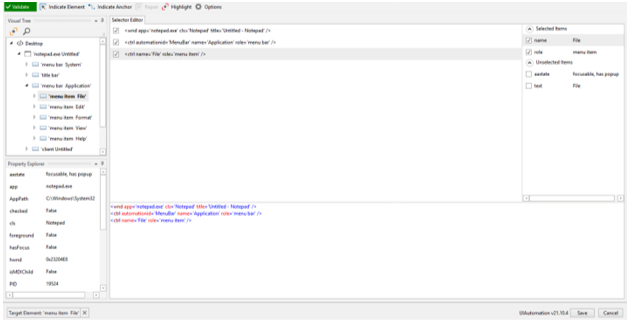 Validate Indicate Element Indicate Anchor Repair Highlight Options
Visual Tree
Selector Editor
<wnd app='notepad.exe' cls='Notepad' title='Untitled - Notepad' />
<ctrl automationid='MenuBar' name='Application' role='menu bar' />
<ctrl name='File' role='menu item' />
Selected Items
name File
role menu item
Unselected Items
aastate focusable, has popup
text File
Desktop
'notepad.exe Untitled'
'menu bar System'
'title bar'
'menu bar Application'
'menu item File'
'menu item Edit'
'menu item Format'
'menu item View'
'menu item Help'
'client Untitled'
Property Explorer
aastate focusable, has popup
app notepad.exe
AppPath C:\Windows\System32
checked False
cls Notepad
foreground False
hasFocus False
hwnd
isMDIChild False
PID 10524
<wnd app='notepad.exe' cls='Notepad' title='Untitled - Notepad' />
<ctrl automationid='MenuBar' name='Application' role='menu bar' />
<ctrl name='File' role='menu item' />
Target Element: 'menu item File' X
UIAutomation v21.10.4 Save Cancel